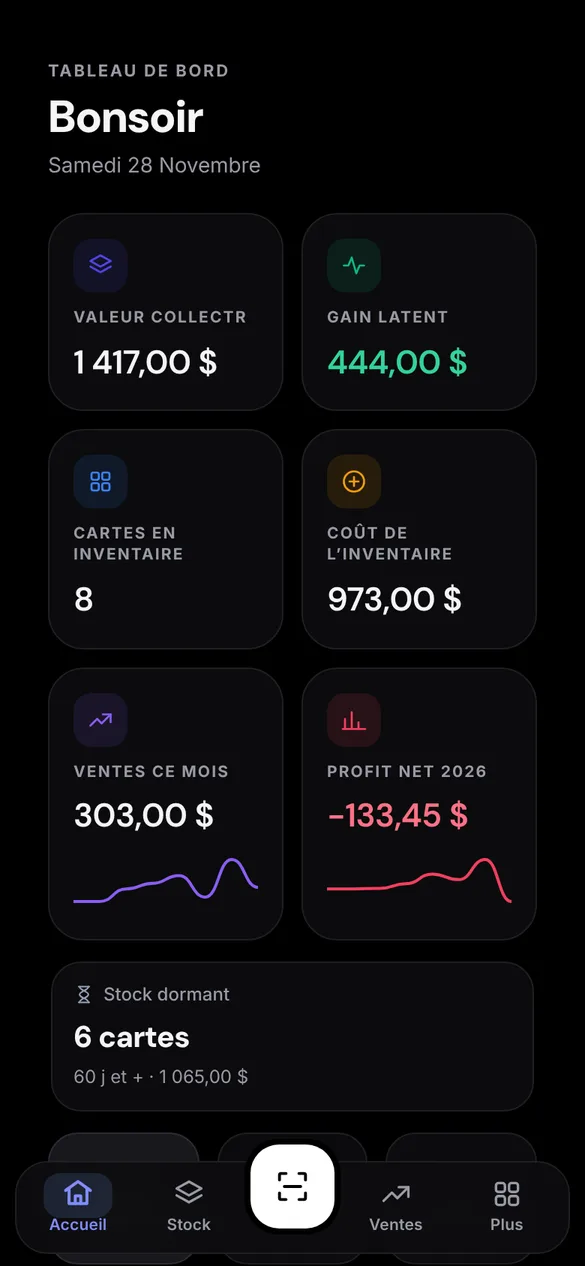 TABLEAU DE BORD
Bonsoir
Samedi 28 Novembre
VALEUR COLLECTR
1 417,00 $
GAIN LATENT
444,00 $
CARTES EN
INVENTAIRE
8
COÛT DE
L’INVENTAIRE
973,00 $
VENTES CE MOIS
303,00 $
PROFIT NET 2026
−133,45 $
Stock dormant
6 cartes
60 j et + · 1 065,00 $
Accueil
Stock
Ventes
Plus